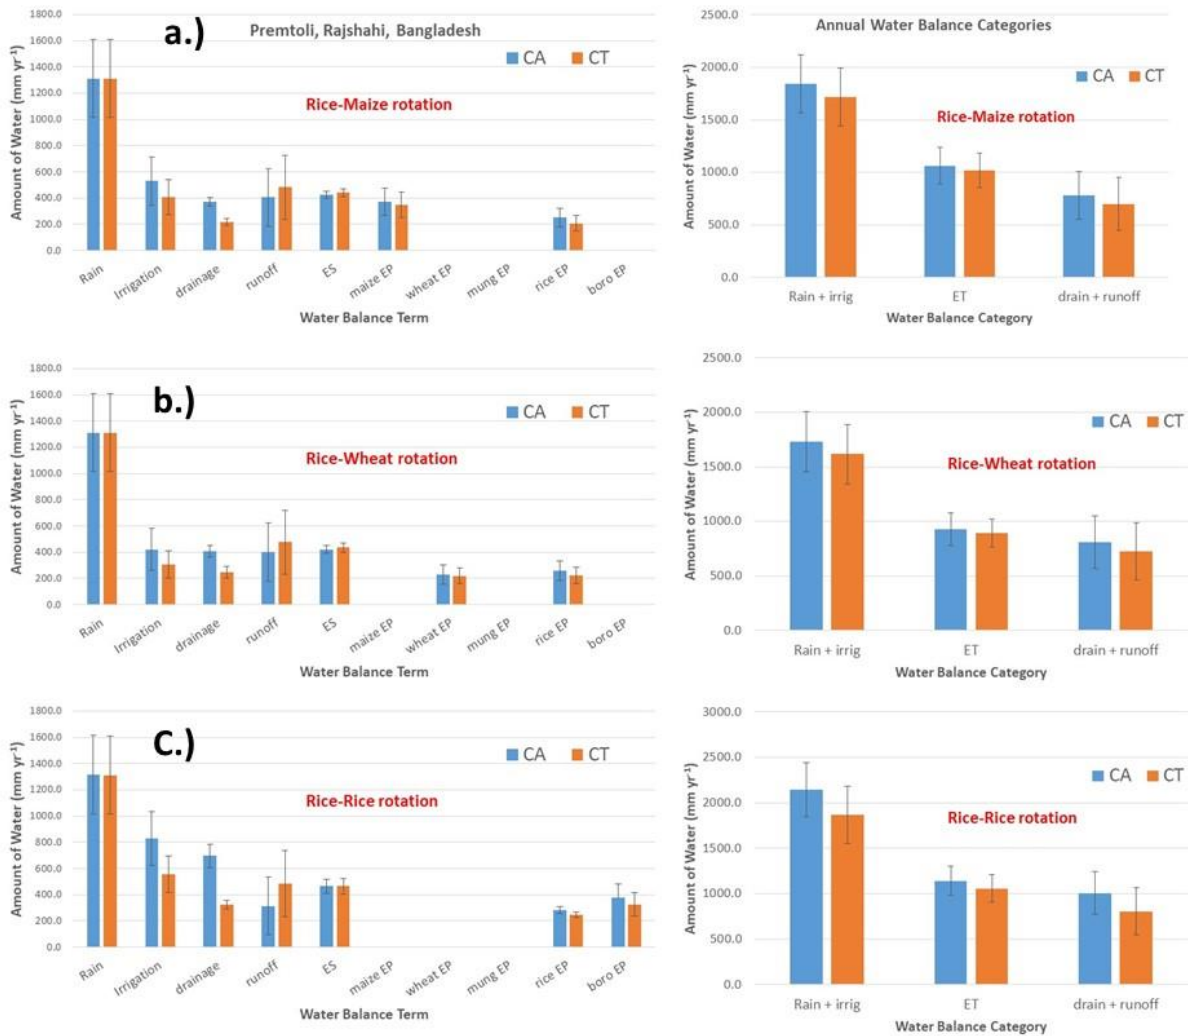 a.)
Premtoli, Rajshahi, Bangladesh
CA CT
Rice-Maize rotation
Amount of Water (mm yr⁻¹)
1800.0
1600.0
1400.0
1200.0
1000.0
800.0
600.0
400.0
200.0
0.0
Rain
Irrigation
drainage
runoff
ES
maize EP
wheat EP
mung EP
rice EP
boro EP
Water Balance Term
Annual Water Balance Categories
CA CT
Rice-Maize rotation
Amount of Water (mm yr⁻¹)
2500.0
2000.0
1500.0
1000.0
500.0
0.0
Rain + irrig
ET
drain + runoff
Water Balance Category
b.)
CA CT
Rice-Wheat rotation
Amount of Water (mm yr⁻¹)
1800.0
1600.0
1400.0
1200.0
1000.0
800.0
600.0
400.0
200.0
0.0
Rain
Irrigation
drainage
runoff
ES
maize EP
wheat EP
mung EP
rice EP
boro EP
Water Balance Term
CA CT
Rice-Wheat rotation
Amount of Water (mm yr⁻¹)
2500.0
2000.0
1500.0
1000.0
500.0
0.0
Rain + irrig
ET
drain + runoff
Water Balance Category
C.)
CA CT
Rice-Rice rotation
Amount of Water (mm yr⁻¹)
1800.0
1600.0
1400.0
1200.0
1000.0
800.0
600.0
400.0
200.0
0.0
Rain
Irrigation
drainage
runoff
ES
maize EP
wheat EP
mung EP
rice EP
boro EP
Water Balance Term
CA CT
Rice-Rice rotation
Amount of Water (mm yr⁻¹)
3000.0
2500.0
2000.0
1500.0
1000.0
500.0
0.0
Rain + irrig
ET
drain + runoff
Water Balance Category